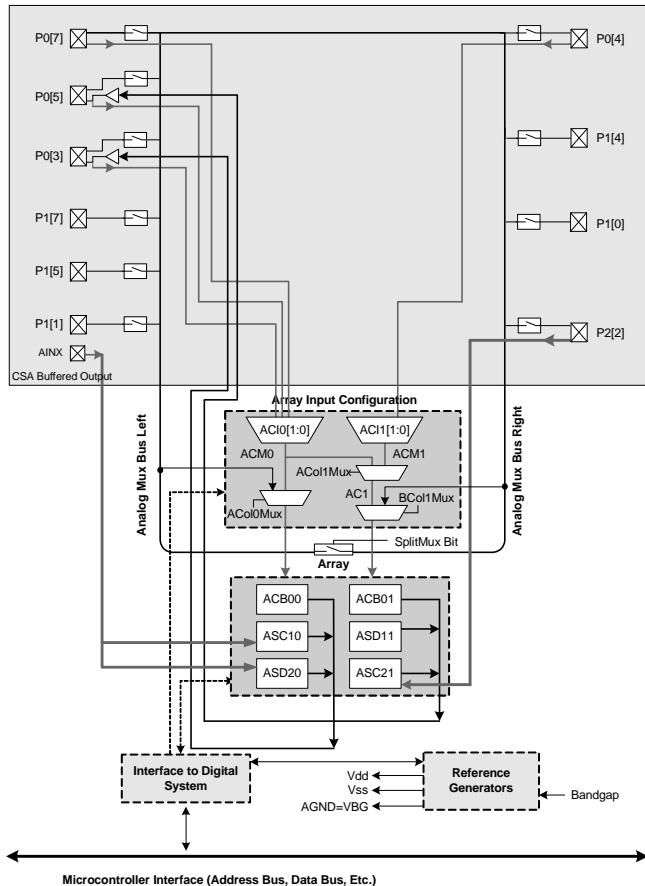 P0[7]
P0[4]
P0[5]
P0[3]
P1[4]
P1[7]
P1[0]
P1[5]
P1[1]
P2[2]
AINX
CSA Buffered Output
Array Input Configuration
ACI0[1:0]
ACI1[1:0]
ACM0
ACM1
ACol1Mux
AC1
BCol1Mux
ACol0Mux
Analog Mux Bus Left
Analog Mux Bus Right
SplitMux Bit
Array
ACB00
ACB01
ASC10
ASD11
ASD20
ASC21
Interface to Digital
System
Vdd
Vss
AGND=VBG
Reference
Generators
Bandgap
Microcontroller Interface (Address Bus, Data Bus, Etc.)